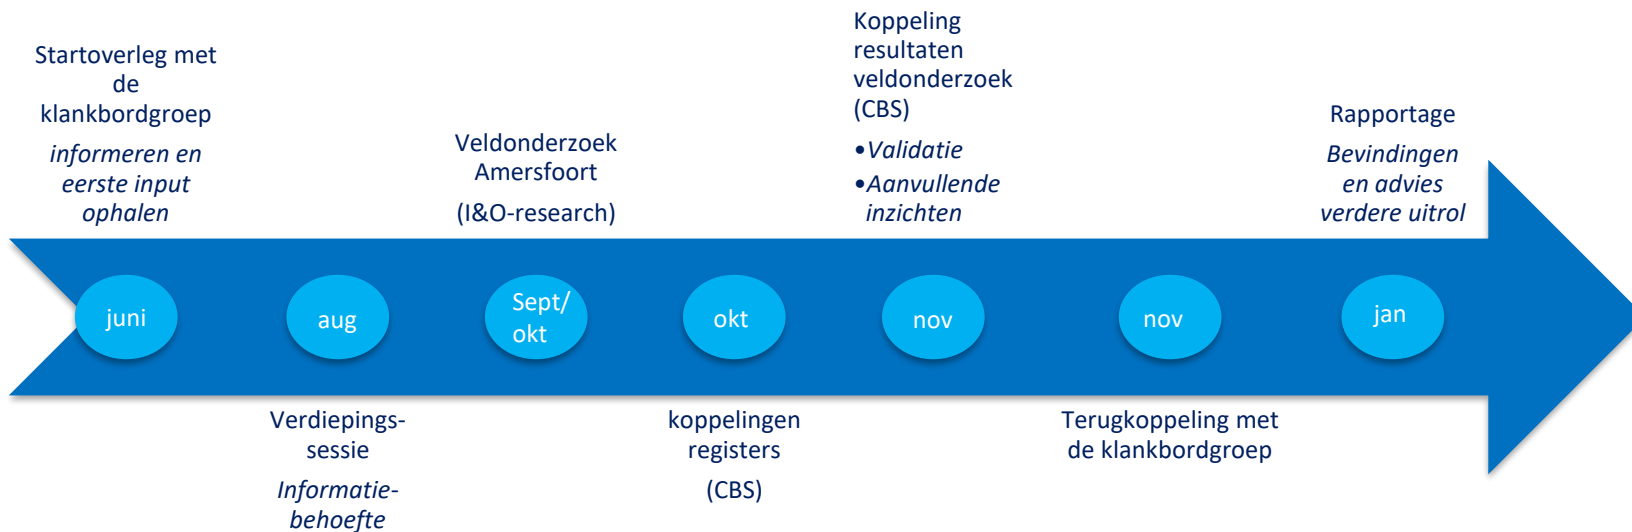 Startoverleg met
de
klankbordgroep
informeren en
eerste input
ophalen
Veldonderzoek
Amersfoort
(I&O-research)
Koppeling
resultaten
veldonderzoek
(CBS)
•Validatie
•Aanvullende
inzichten
Rapportage
Bevindingen
en advies
verdere uitrol
juni
aug
Sept/
okt
okt
nov
nov
jan
Verdiepings-
sessie
Informatie-
behoefte
koppelingen
registers
(CBS)
Terugkoppeling met
de klankbordgroep